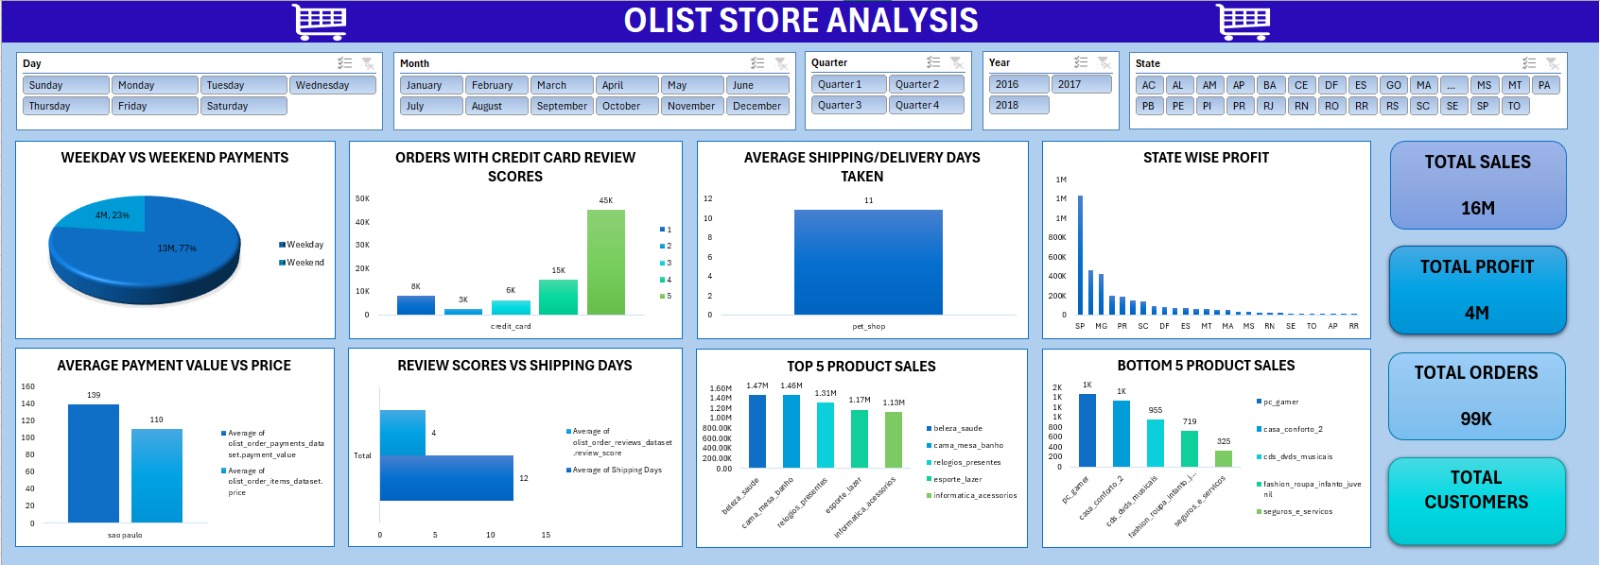 OLIST STORE ANALYSIS
Day
Sunday Monday Tuesday Wednesday
Thursday Friday Saturday
Month
January February March April May June
July August September October November December
Quarter
Quarter 1 Quarter 2
Quarter 3 Quarter 4
Year
2016 2017
2018
State
AC AL AM AP BA CE DF ES GO MA ... MS MT PA
PB PE PI PR RJ RN RO RR RS SC SE SP TO
WEEKDAY VS WEEKEND PAYMENTS
4M, 23%
13M, 77%
Weekday
Weekend
ORDERS WITH CREDIT CARD REVIEW
SCORES
50K
40K
30K
20K
10K
0
8K
3K
6K
15K
45K
credit_card
1
2
3
4
5
AVERAGE SHIPPING/DELIVERY DAYS
TAKEN
12
10
8
6
4
2
0
11
pet_shop
STATE WISE PROFIT
1M
1M
1M
800K
600K
400K
200K
0
SP MG PR SC DF ES MT MA MS RN SE TO AP RR
TOTAL SALES
16M
TOTAL PROFIT
4M
TOTAL ORDERS
99K
TOTAL
CUSTOMERS
AVERAGE PAYMENT VALUE VS PRICE
160
140
120
100
80
60
40
20
0
139
110
sao paulo
Average of
olist_order_payments_data
set.payment_value
Average of
olist_order_items_dataset.
price
REVIEW SCORES VS SHIPPING DAYS
Total
4
12
0 5 10 15
Average of
olist_order_reviews_dataset
.review_score
Average of Shipping Days
TOP 5 PRODUCT SALES
1.60M
1.40M
1.20M
1.00M
800.00K
600.00K
400.00K
200.00K
0.00
1.47M 1.46M 1.31M 1.17M 1.13M
beleza_saude
cama_mesa_banho
relogios_presentes
esporte_lazer
informatica_acessorios
beleza_saude
cama_mesa_banho
relogios_presentes
esporte_lazer
informatica_acessorios
BOTTOM 5 PRODUCT SALES
2K
1K
1K
1K
800
600
400
200
0
1K 1K 955 719 325
pc_gamer
casa_conforto_2
cds_dvds_musicais
fashion_roupa_infanto_j...
seguros_e_servicos
pc_gamer
casa_conforto_2
cds_dvds_musicais
fashion_roupa_infanto_juve
nil
seguros_e_servicos